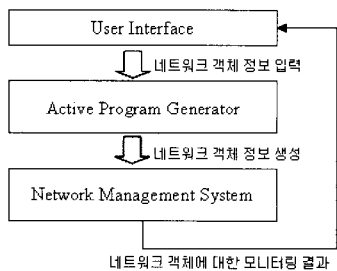 User Interface
네트워크 객체 정보 입력
Active Program Generator
네트워크 객체 정보 생성
Network Management System
네트워크 객체에 대한 모니터링 결과